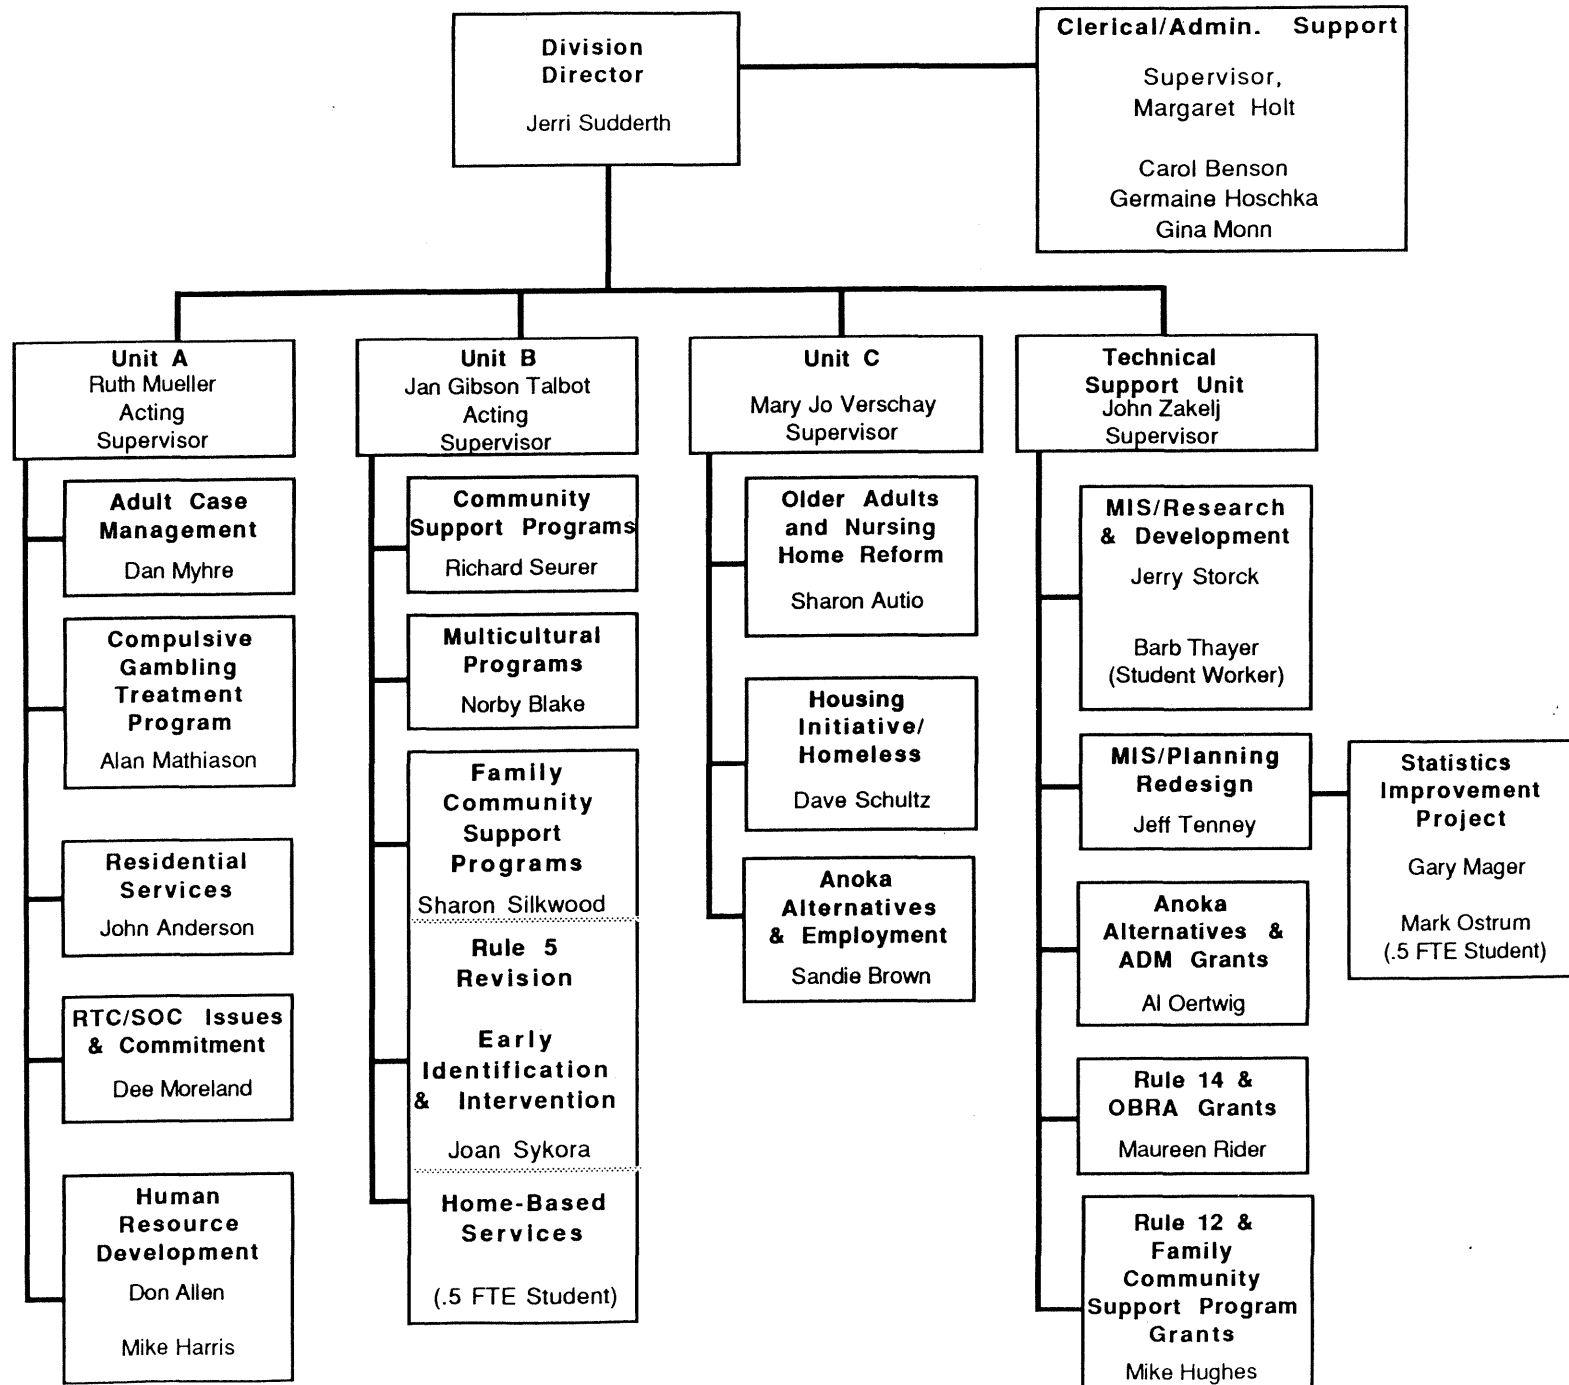 Division
Director
Jerri Sudderth
Clerical/Admin. Support
Supervisor,
Margaret Holt
Carol Benson
Germaine Hoschka
Gina Monn
Unit A
Ruth Mueller
Acting
Supervisor
Adult Case
Management
Dan Myhre
Compulsive
Gambling
Treatment
Program
Alan Mathiason
Residential
Services
John Anderson
RTC/SOC Issues
& Commitment
Dee Moreland
Human
Resource
Development
Don Allen
Mike Harris
Unit B
Jan Gibson Talbot
Acting
Supervisor
Community
Support Programs
Richard Seurer
Multicultural
Programs
Norby Blake
Family
Community
Support
Programs
Sharon Silkwood
Rule 5
Revision
Early
Identification
& Intervention
Joan Sykora
Home-Based
Services
(.5 FTE Student)
Unit C
Mary Jo Verschay
Supervisor
Older Adults
and Nursing
Home Reform
Sharon Autio
Housing
Initiative/
Homeless
Dave Schultz
Anoka
Alternatives
& Employment
Sandie Brown
Technical
Support Unit
John Zakelj
Supervisor
MIS/Research
& Development
Jerry Storck
Barb Thayer
(Student Worker)
MIS/Planning
Redesign
Jeff Tenney
Statistics
Improvement
Project
Gary Mager
Mark Ostrum
(.5 FTE Student)
Anoka
Alternatives &
ADM Grants
Al Oertwig
Rule 14 &
OBRA Grants
Maureen Rider
Rule 12 &
Family
Community
Support Program
Grants
Mike Hughes